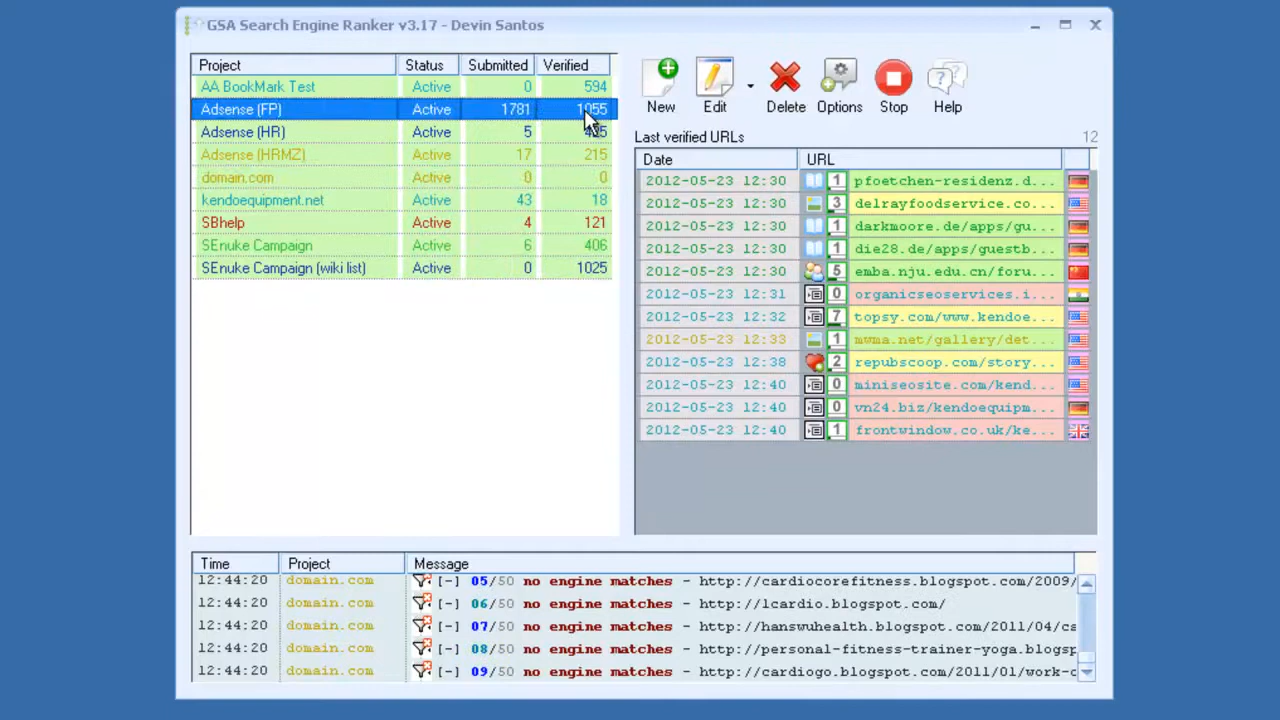 GSA Search Engine Ranker v3.17 - Devin Santos
Project Status Submitted Verified
AA BookMark Test Active 0 594
Adsense (FP) Active 1781 1055
Adsense (HR) Active 5
Adsense (HRMZ) Active 17 215
domain.com Active 0 0
kendoequipment.net Active 43 18
SBhelp Active 4 121
SEnuke Campaign Active 6 406
SEnuke Campaign (wiki list) Active 0 1025
New Edit Delete Options Stop Help
Last verified URLs 12
Date URL
2012-05-23 12:30 1 pfoetchen-residenz.d...
2012-05-23 12:30 3 delrayfoodservice.co...
2012-05-23 12:30 1 darkmoore.de/apps/gu...
2012-05-23 12:30 1 die28.de/apps/guestb...
2012-05-23 12:30 5 emba.nju.edu.cn/foru...
2012-05-23 12:31 0 organicseoservices.i...
2012-05-23 12:32 7 topsy.com/www.kendoe...
2012-05-23 12:33 1 mwma.net/gallery/det...
2012-05-23 12:38 2 repubscoop.com/story...
2012-05-23 12:40 0 miniseosite.com/kend...
2012-05-23 12:40 0 vn24.biz/kendoequipm...
2012-05-23 12:40 1 frontwindow.co.uk/ke...
Time Project Message
12:44:20 domain.com [-] 05/50 no engine matches - http://cardiocorefitness.blogspot.com/2009/
12:44:20 domain.com [-] 06/50 no engine matches - http://1cardio.blogspot.com/
12:44:20 domain.com [-] 07/50 no engine matches - http://hanswuhealth.blogspot.com/2011/04/ca
12:44:20 domain.com [-] 08/50 no engine matches - http://personal-fitness-trainer-yoga.blogsp
12:44:20 domain.com [-] 09/50 no engine matches - http://cardiogo.blogspot.com/2011/01/work-c